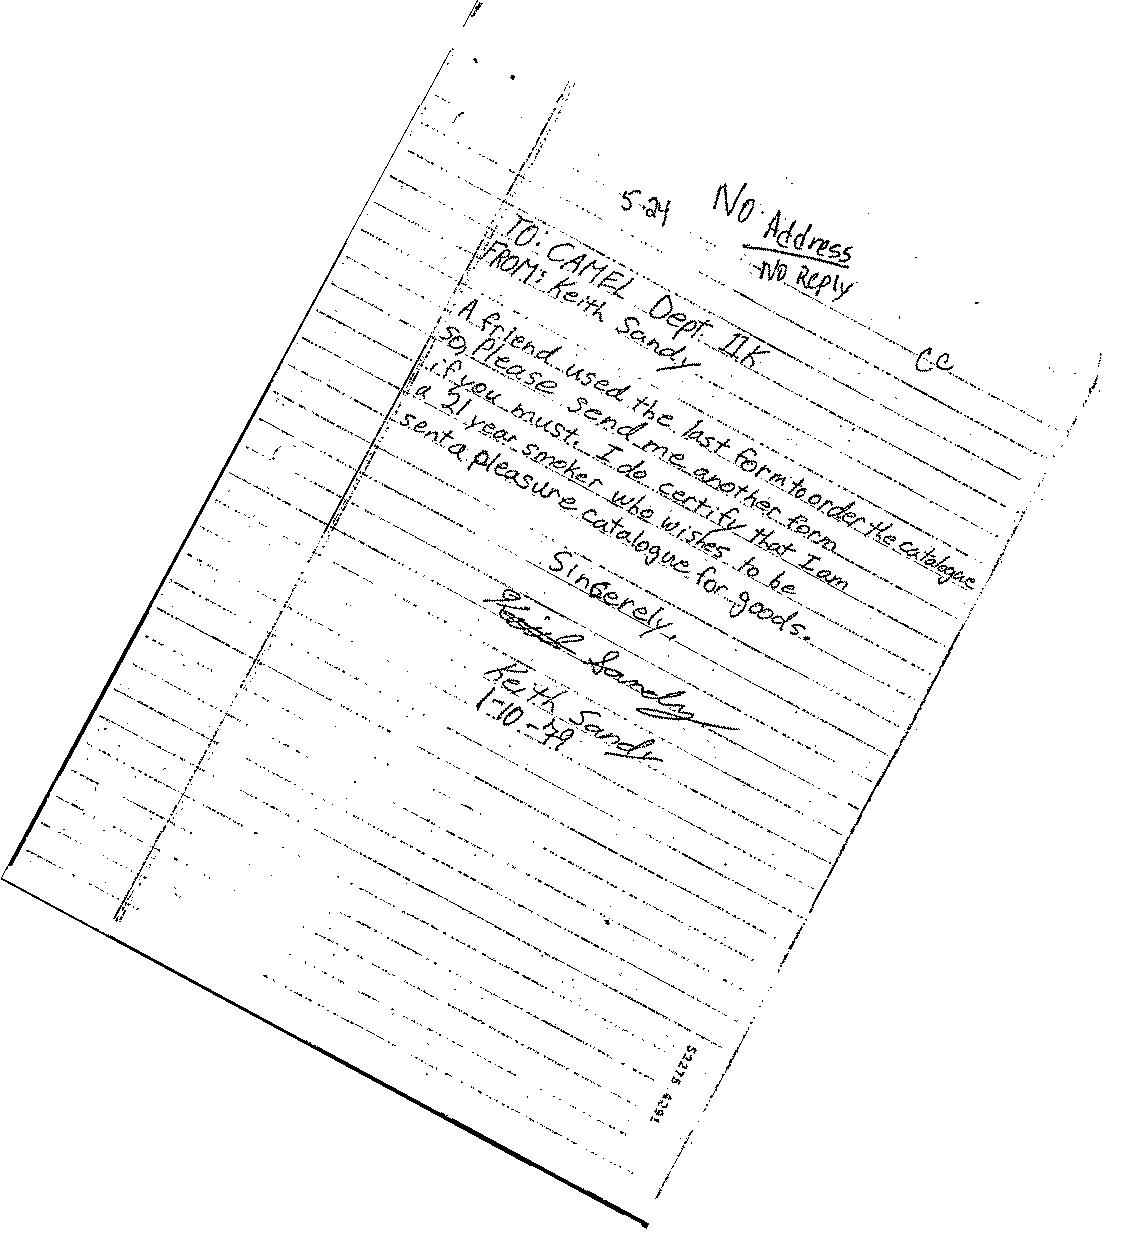 5-24
No Address
No Reply
CC
TO: CAMEL Dept. IIK
FROM: Keith Sandy
A friend used the last form to order the catalogue
so, please send me another form
if you must. I do certify that I am
a 21 year smoker who wishes to be
sent a pleasure catalogue for goods.
Sincerely,
Keith Sandy
Keith Sandy
1-10-79
52275 4291